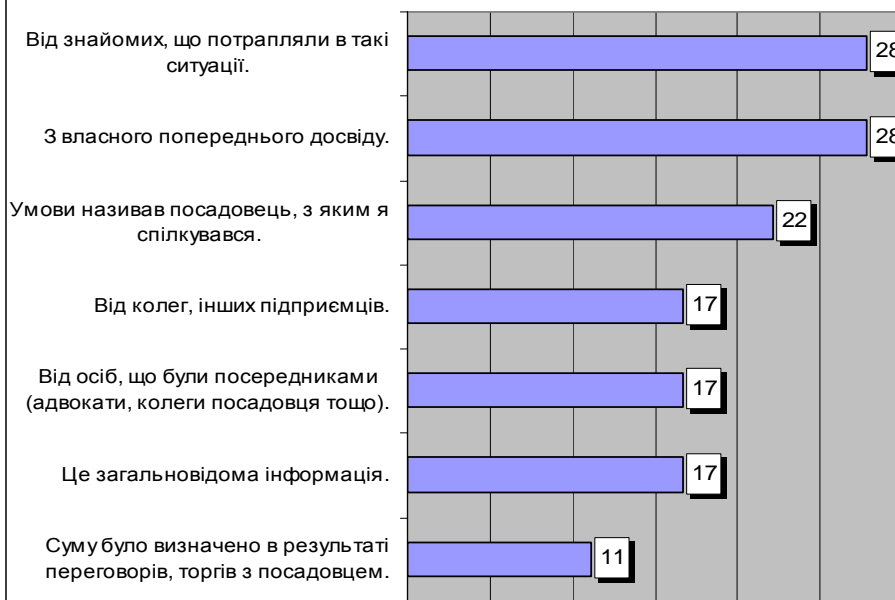 Від знайомих, що потрапляли в такі
ситуації.
28
З власного попереднього досвіду.
28
Умови називав посадовець, з яким я
спілкувався.
22
Від колег, інших підприємців.
17
Від осіб, що були посередниками
(адвокати, колеги посадовця тощо).
17
Це загальновідома інформація.
17
Суму було визначено в результаті
переговорів, торгів з посадовцем.
11